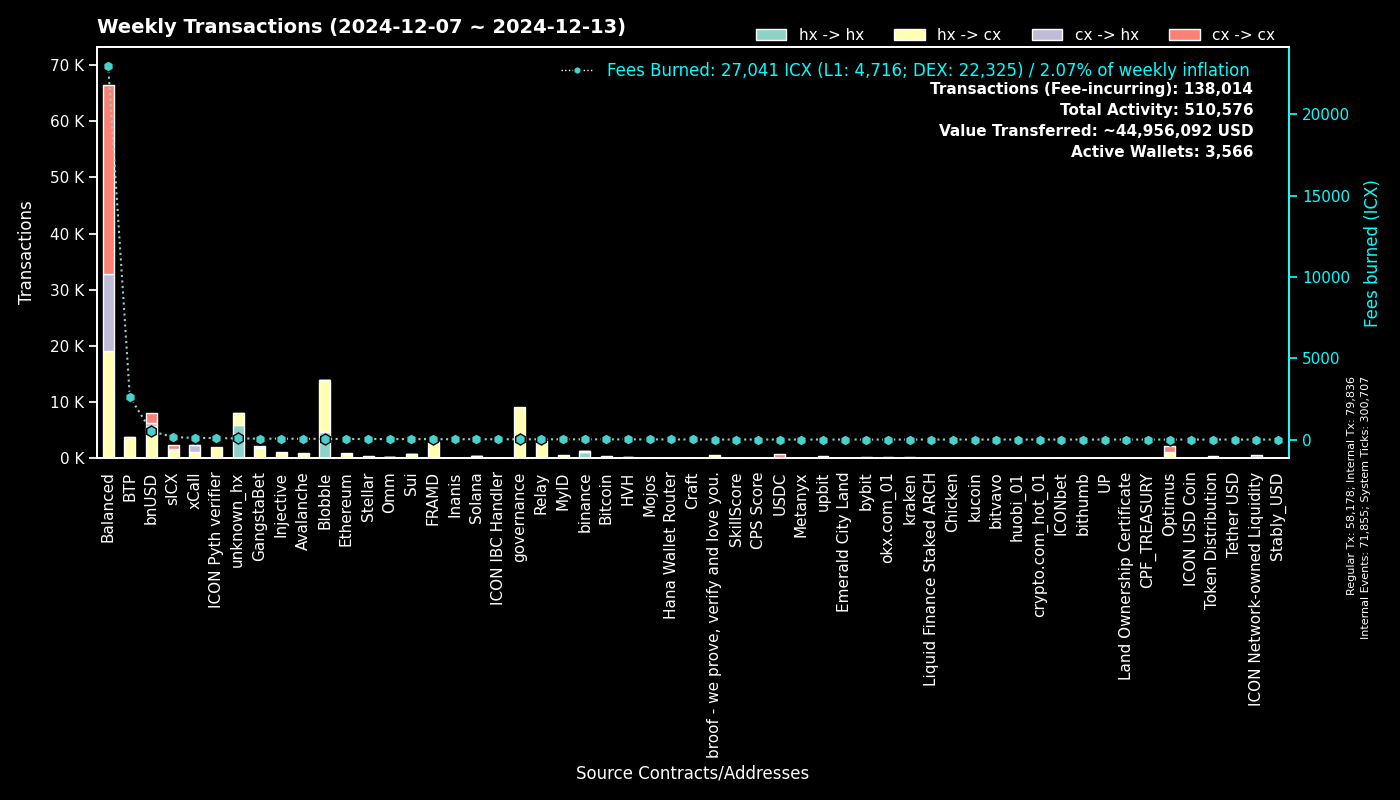 Weekly Transactions (2024-12-07 ~ 2024-12-13)
hx -> hx
hx -> cx
cx -> hx
cx -> cx
Fees Burned: 27,041 ICX (L1: 4,716; DEX: 22,325) / 2.07% of weekly inflation
Transactions (Fee-incurring): 138,014
Total Activity: 510,576
Value Transferred: ~44,956,092 USD
Active Wallets: 3,566
Transactions
70 K
60 K
50 K
40 K
30 K
20 K
10 K
0 K
20000
15000
10000
5000
0
Fees burned (ICX)
Regular Tx: 58,178; Internal Tx: 79,836
Internal Events: 71,855; System Ticks: 300,707
Balanced
BTP
bnUSD
sICX
xCall
ICON Pyth verifier
unknown_hx
GangstaBet
Injective
Avalanche
Blobble
Ethereum
Stellar
Omm
Sui
FRAMD
Inanis
Solana
ICON IBC Handler
governance
Relay
MyID
binance
Bitcoin
HVH
Mojos
Hana Wallet Router
Craft
broof - we prove, verify and love you.
SkillScore
CPS Score
USDC
Metanyx
upbit
Emerald City Land
bybit
okx.com_01
kraken
Liquid Finance Staked ARCH
Chicken
kucoin
bitvavo
huobi_01
crypto.com_hot_01
ICONbet
bithumb
UP
Land Ownership Certificate
CPF_TREASURY
Optimus
ICON USD Coin
Token Distribution
Tether USD
ICON Network-owned Liquidity
Stably_USD
Source Contracts/Addresses